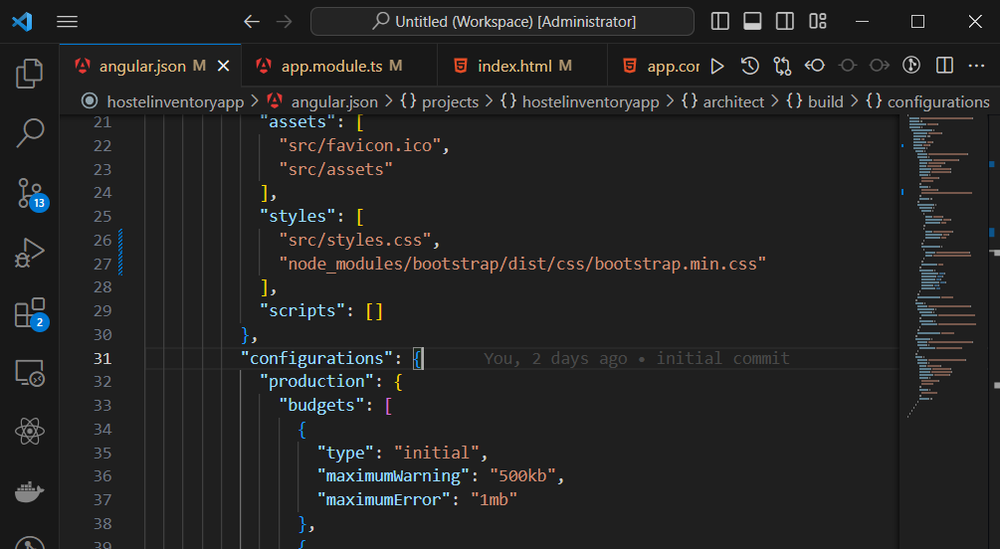 Untitled (Workspace) [Administrator]
angular.json M
app.module.ts M
index.html M
app.cor
hostelinventoryapp > angular.json > {} projects > {} hostelinventoryapp > {} architect > {} build > {} configurations
21 "assets": [
22 "src/favicon.ico",
23 "src/assets"
24 ],
25 "styles": [
26 "src/styles.css",
27 "node_modules/bootstrap/dist/css/bootstrap.min.css"
28 ],
29 "scripts": []
30 },
31 "configurations": { You, 2 days ago • initial commit
32 "production": {
33 "budgets": [
34 {
35 "type": "initial",
36 "maximumWarning": "500kb",
37 "maximumError": "1mb"
38 },
39 {
13
2